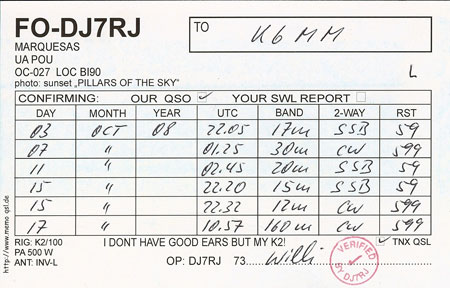 FO-DJ7RJ
TO K6MM
MARQUESAS
UA POU
OC-027 LOC BI90
photo: sunset „PILLARS OF THE SKY"
L
CONFIRMING: OUR QSO ✓ YOUR SWL REPORT
DAY MONTH YEAR UTC BAND 2-WAY RST
03 OCT 08 22.05 17m SSB 59
07 " 01.25 30m CW 599
11 " 02.45 20m SSB 59
15 " 22.20 15m SSB 59
15 " 22.32 12m CW 599
17 " 10.57 160m CW 599
RIG: K2/100 I DONT HAVE GOOD EARS BUT MY K2! ✓ TNX QSL
PA 500 W
ANT: INV-L OP: DJ7RJ 73....Willi
VERIFIED BY DJ7RJ
http://www.memo-qsl.de